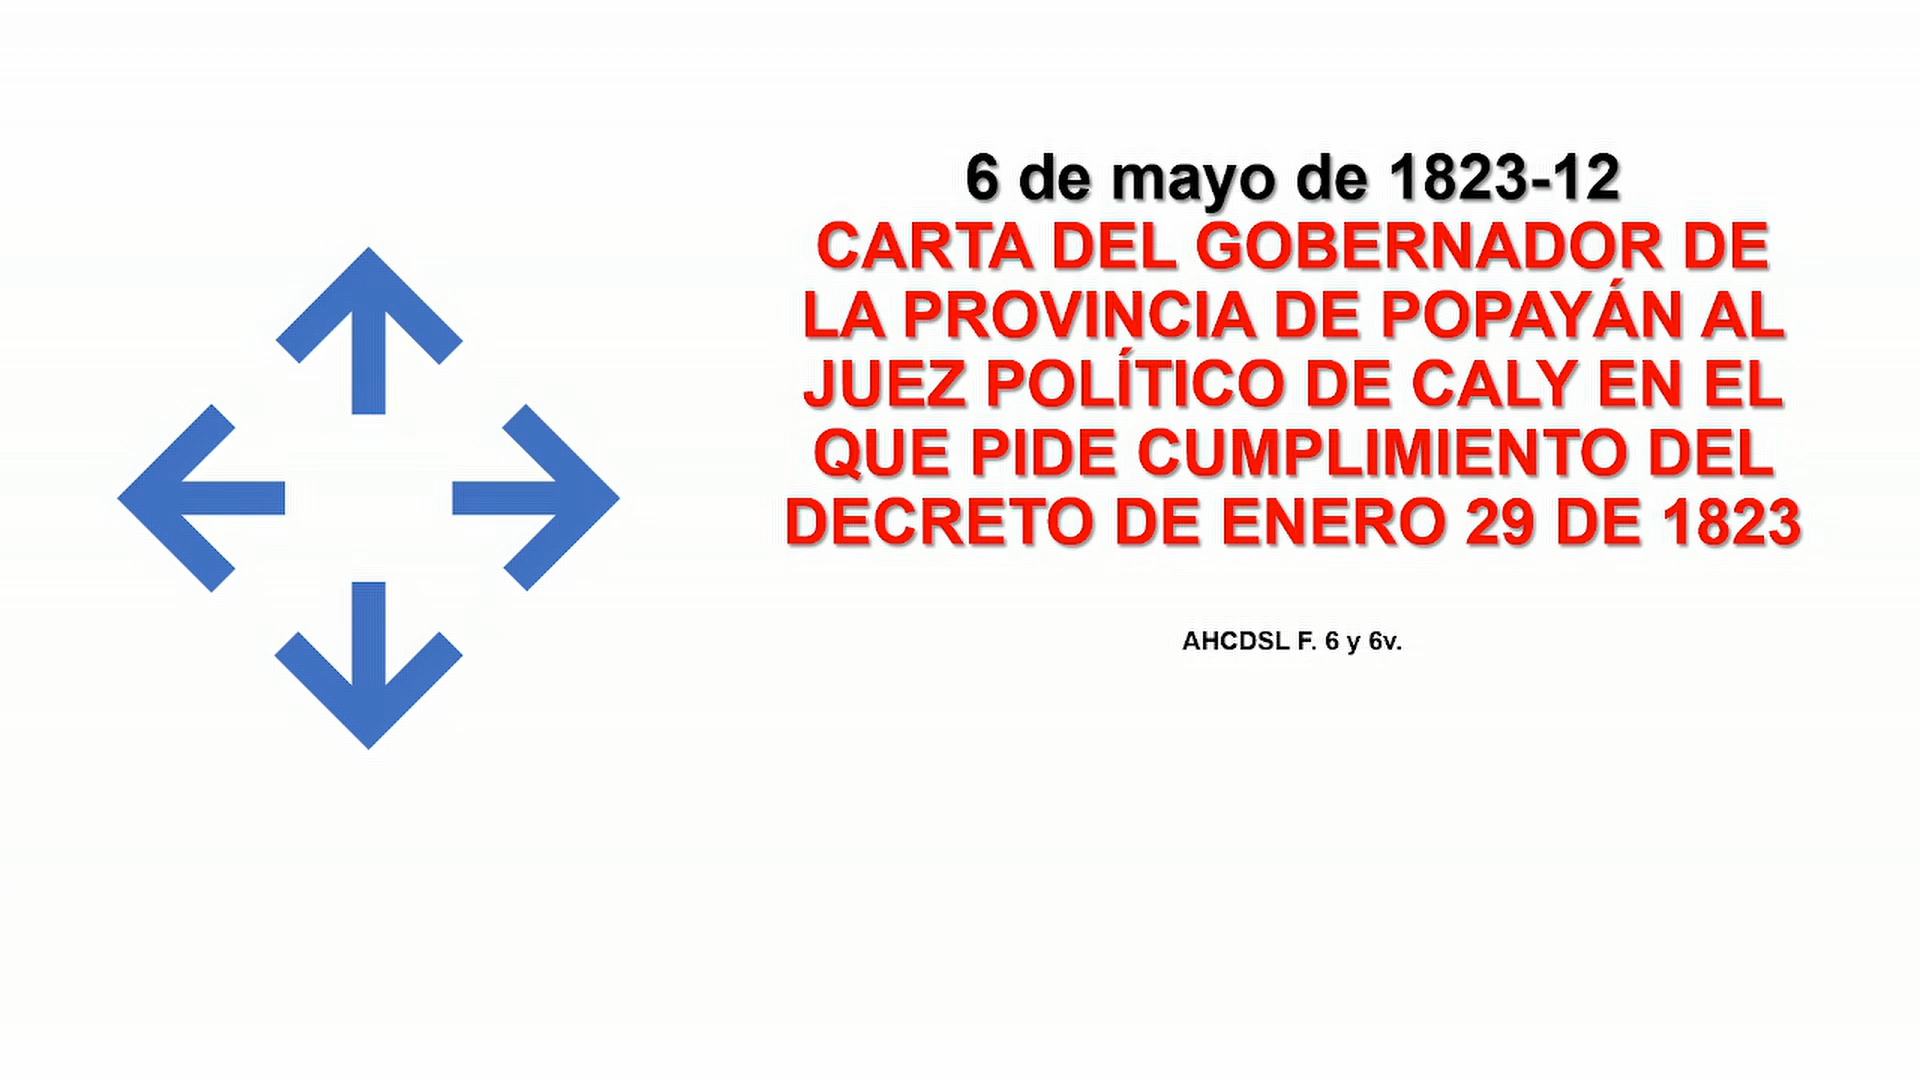 6 de mayo de 1823-12
CARTA DEL GOBERNADOR DE
LA PROVINCIA DE POPAYÁN AL
JUEZ POLÍTICO DE CALY EN EL
QUE PIDE CUMPLIMIENTO DEL
DECRETO DE ENERO 29 DE 1823
AHCDSL F. 6 y 6v.